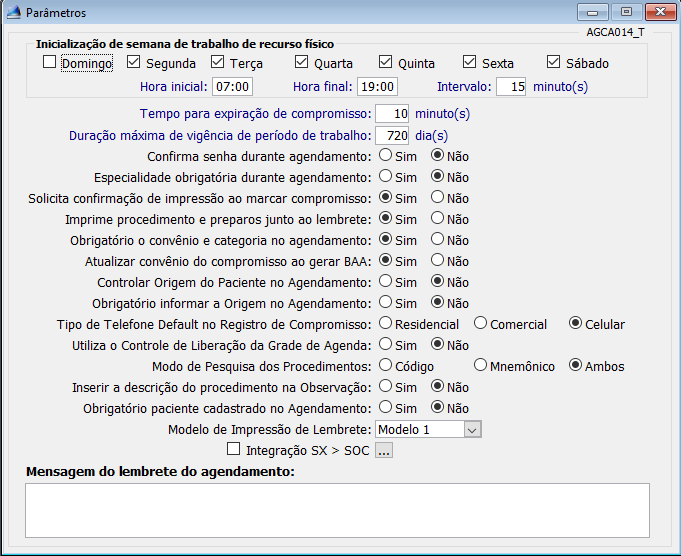 Parâmetros
AGCA014_T
Inicialização de semana de trabalho de recurso físico
Domingo Segunda Terça Quarta Quinta Sexta Sábado
Hora inicial: 07:00 Hora final: 19:00 Intervalo: 15 minuto(s)
Tempo para expiração de compromisso: 10 minuto(s)
Duração máxima de vigência de período de trabalho: 720 dia(s)
Confirma senha durante agendamento: Sim Não
Especialidade obrigatória durante agendamento: Sim Não
Solicita confirmação de impressão ao marcar compromisso: Sim Não
Imprime procedimento e preparos junto ao lembrete: Sim Não
Obrigatório o convênio e categoria no agendamento: Sim Não
Atualizar convênio do compromisso ao gerar BAA: Sim Não
Controlar Origem do Paciente no Agendamento: Sim Não
Obrigatório informar a Origem no Agendamento: Sim Não
Tipo de Telefone Default no Registro de Compromisso: Residencial Comercial Celular
Utiliza o Controle de Liberação da Grade de Agenda: Sim Não
Modo de Pesquisa dos Procedimentos: Código Mnemônico Ambos
Inserir a descrição do procedimento na Observação: Sim Não
Obrigatório paciente cadastrado no Agendamento: Sim Não
Modelo de Impressão de Lembrete: Modelo 1
Integração SX > SOC ...
Mensagem do lembrete do agendamento: